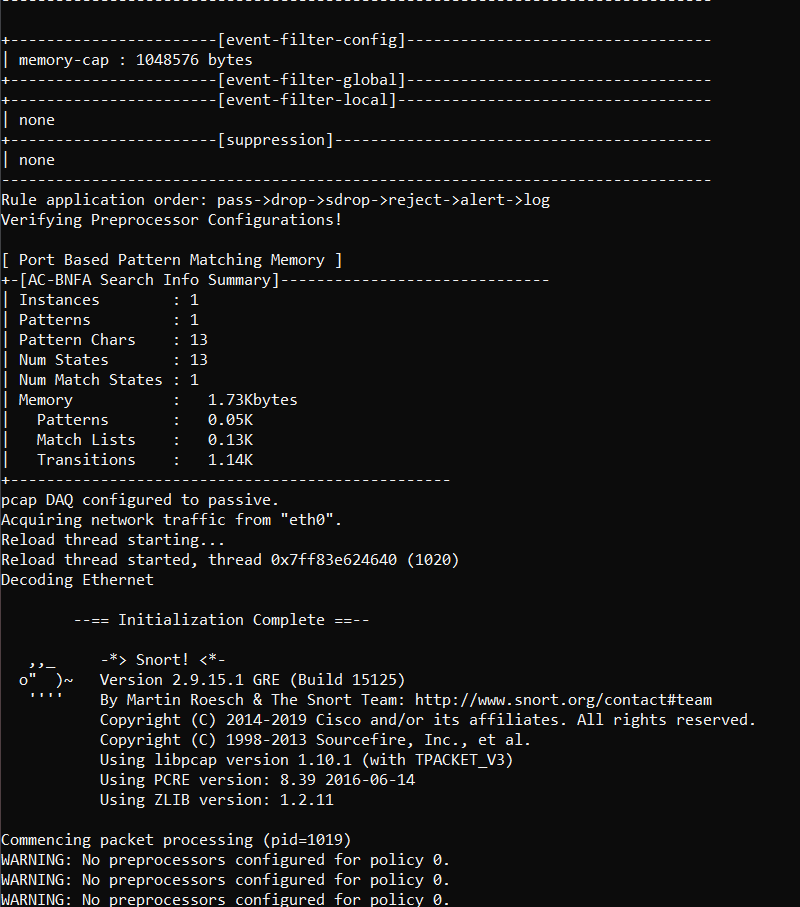 -------------------------------------------------------------------------------
+-----------------------[event-filter-config]----------------------------------
| memory-cap : 1048576 bytes
+-----------------------[event-filter-global]----------------------------------
+-----------------------[event-filter-local]-----------------------------------
| none
+-----------------------[suppression]------------------------------------------
| none
-------------------------------------------------------------------------------
Rule application order: pass->drop->sdrop->reject->alert->log
Verifying Preprocessor Configurations!
[ Port Based Pattern Matching Memory ]
+-[AC-BNFA Search Info Summary]------------------------------
| Instances        : 1
| Patterns         : 1
| Pattern Chars    : 13
| Num States       : 13
| Num Match States : 1
| Memory           :   1.73Kbytes
|   Patterns       :   0.05K
|   Match Lists    :   0.13K
|   Transitions    :   1.14K
+-------------------------------------------------
pcap DAQ configured to passive.
Acquiring network traffic from "eth0".
Reload thread starting...
Reload thread started, thread 0x7ff83e624640 (1020)
Decoding Ethernet
        --== Initialization Complete ==--
   ,,_     -*> Snort! <*-
  o"  )~   Version 2.9.15.1 GRE (Build 15125)
   ''''    By Martin Roesch & The Snort Team: http://www.snort.org/contact#team
           Copyright (C) 2014-2019 Cisco and/or its affiliates. All rights reserved.
           Copyright (C) 1998-2013 Sourcefire, Inc., et al.
           Using libpcap version 1.10.1 (with TPACKET_V3)
           Using PCRE version: 8.39 2016-06-14
           Using ZLIB version: 1.2.11
Commencing packet processing (pid=1019)
WARNING: No preprocessors configured for policy 0.
WARNING: No preprocessors configured for policy 0.
WARNING: No preprocessors configured for policy 0.